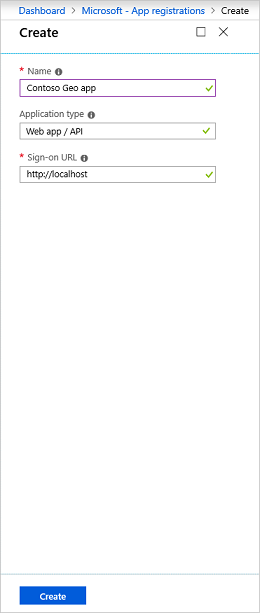 Dashboard > Microsoft - App registrations > Create
Create
* Name
Contoso Geo app
Application type
Web app / API
* Sign-on URL
http://localhost
Create